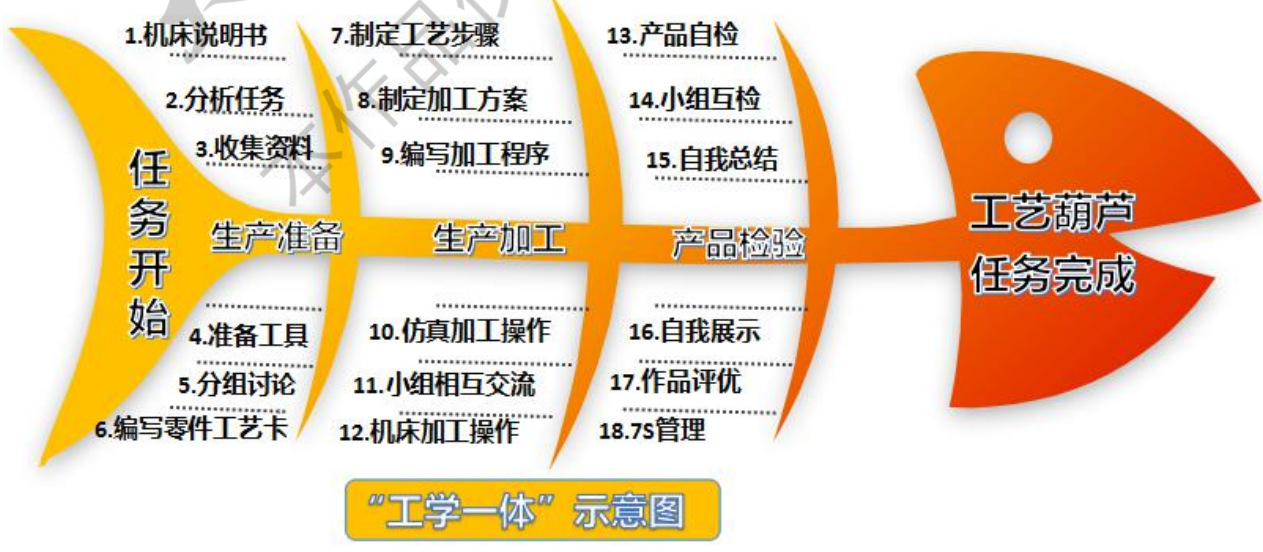 1.机床说明书
2.分析任务
3.收集资料
任务开始
生产准备
4.准备工具
5.分组讨论
6.编写零件工艺卡
7.制定工艺步骤
8.制定加工方案
9.编写加工程序
生产加工
10.仿真加工操作
11.小组相互交流
12.机床加工操作
13.产品自检
14.小组互检
15.自我总结
产品检验
16.自我展示
17.作品评优
18.7S管理
工艺葫芦
任务完成
“工学一体”示意图
本作品